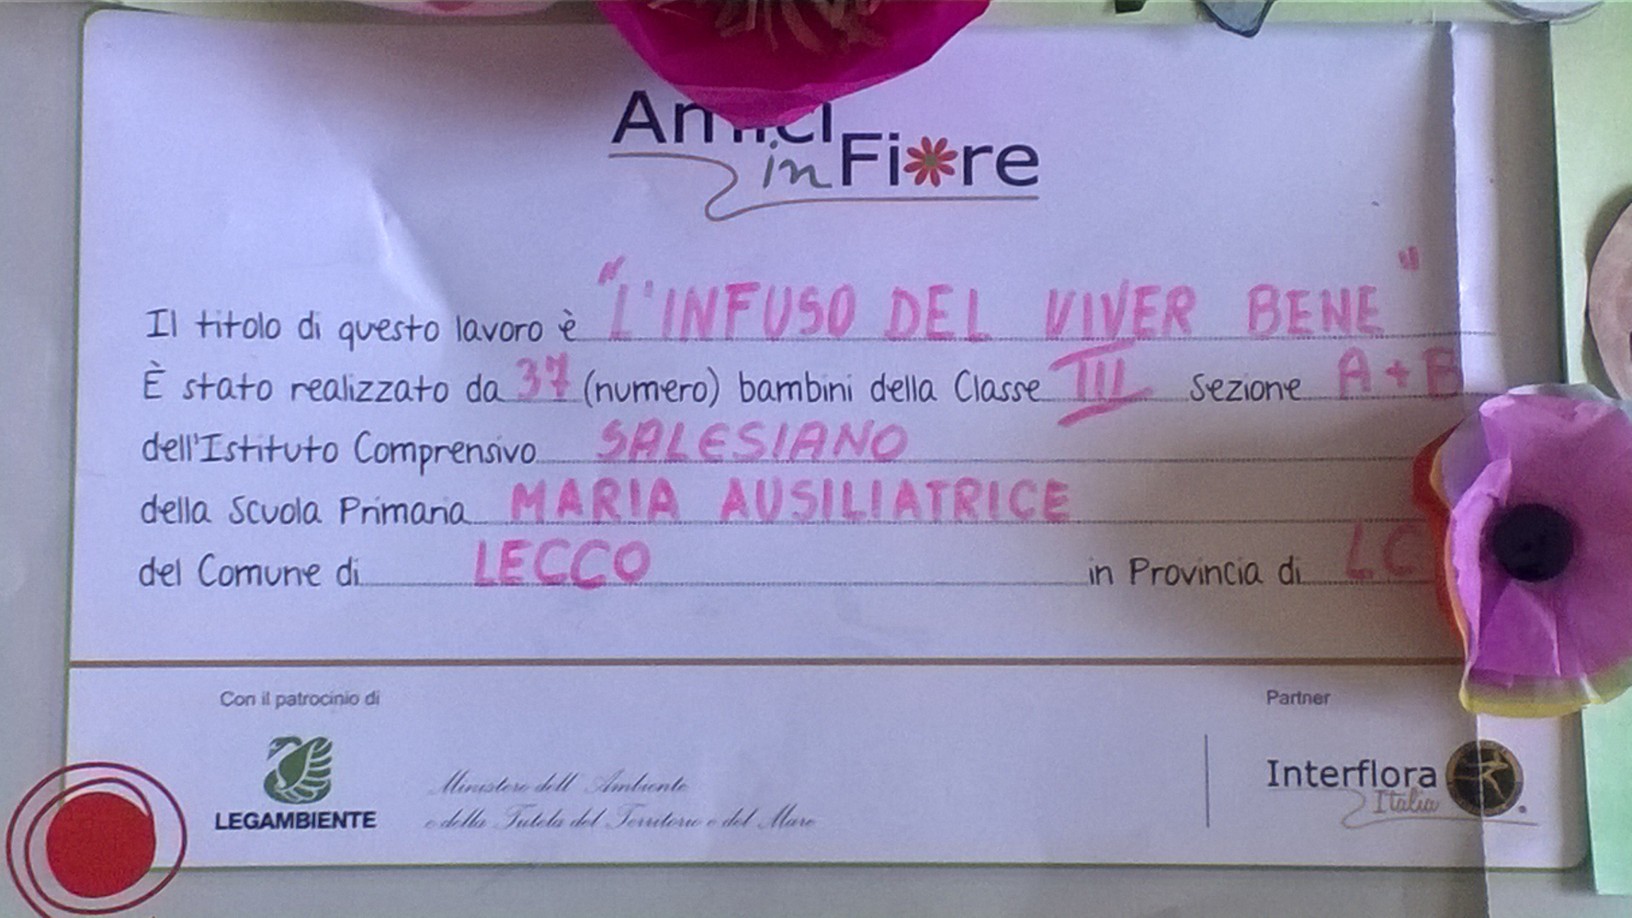 Amici
in Fiore
Il titolo di questo lavoro è "L'INFUSO DEL VIVER BENE"
È stato realizzato da 37 (numero) bambini della Classe III Sezione A+B
dell'Istituto Comprensivo SALESIANO
della Scuola Primaria MARIA AUSILIATRICE
del Comune di LECCO in Provincia di LC
Con il patrocinio di
Partner
LEGAMBIENTE
Ministero dell'Ambiente
e della Tutela del Territorio e del Mare
Interflora
Italia